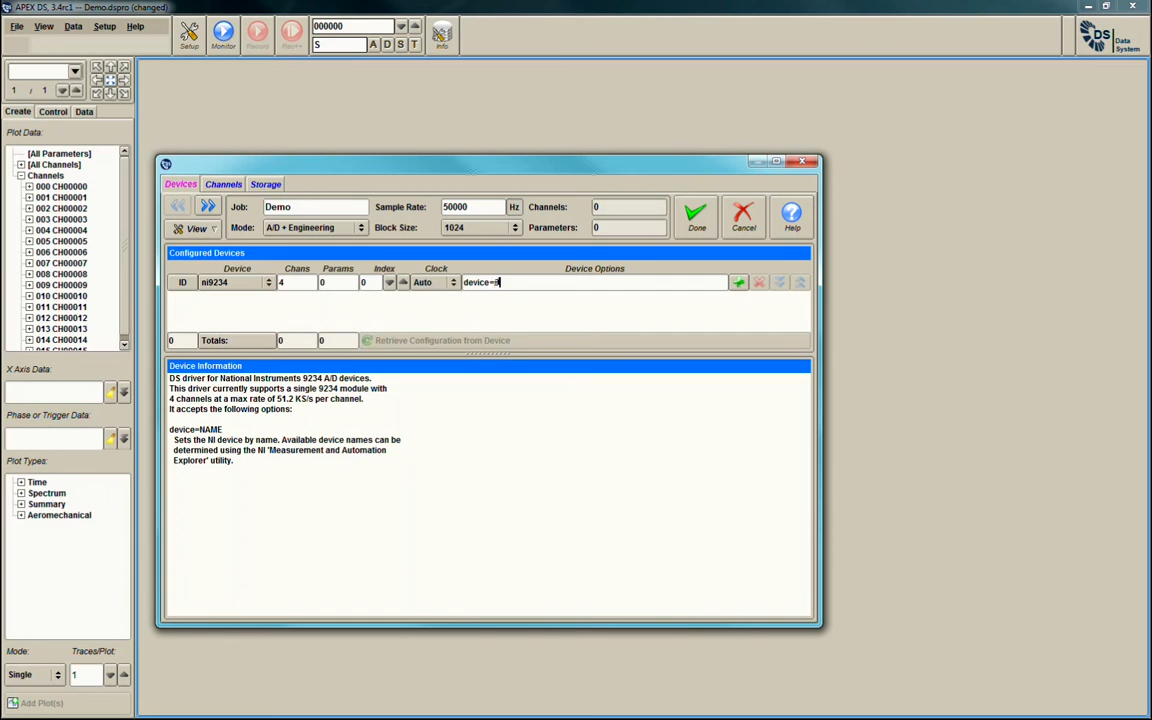 APEX DS, 3.4rc1 -- Demo.dspro (changed)
File View Data Setup Help
Setup
Monitor
Record
Rec++
000000
S
A D S T
Info
DS
Data
System
1 / 1
Create Control Data
Plot Data:
[All Parameters]
[All Channels]
Channels
000 CH00000
001 CH00001
002 CH00002
003 CH00003
004 CH00004
005 CH00005
006 CH00006
007 CH00007
008 CH00008
009 CH00009
010 CH00010
011 CH00011
012 CH00012
013 CH00013
014 CH00014
015 CH00015
X Axis Data:
Phase or Trigger Data:
Plot Types:
Time
Spectrum
Summary
Aeromechanical
Mode: Traces/Plot:
Single 1
Add Plot(s)
Devices Channels Storage
Job: Demo Sample Rate: 50000 Hz Channels: 0
View Mode: A/D + Engineering Block Size: 1024 Parameters: 0
Done Cancel Help
Configured Devices
Device Chans Params Index Clock Device Options
ID ni9234 4 0 0 Auto device=
0 Totals: 0 0 Retrieve Configuration from Device
Device Information
DS driver for National Instruments 9234 A/D devices.
This driver currently supports a single 9234 module with
4 channels at a max rate of 51.2 KS/s per channel.
It accepts the following options:
device=NAME
Sets the NI device by name. Available device names can be
determined using the NI 'Measurement and Automation
Explorer' utility.